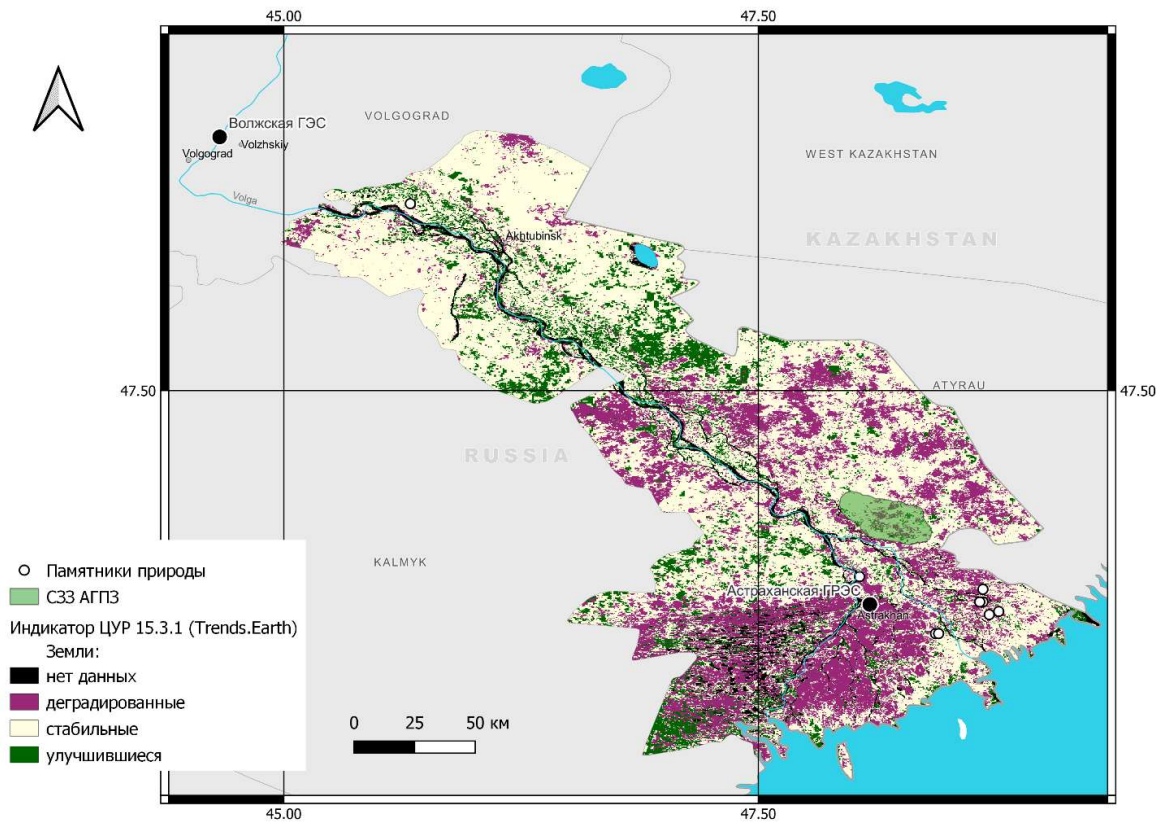 45.00
47.50
VOLGOGRAD
Волжская ГЭС
Volzhskiy
Volgograd
WEST KAZAKHSTAN
Volga
Akhtubinsk
KAZAKHSTAN
47.50
47.50
ATYRAU
RUSSIA
KALMYK
Астраханская ГРЭС
Astrakhan
Памятники природы
СЗЗ АГПЗ
Индикатор ЦУР 15.3.1 (Trends.Earth)
Земли:
нет данных
деградированные
стабильные
улучшившиеся
0 25 50 км
45.00
47.50